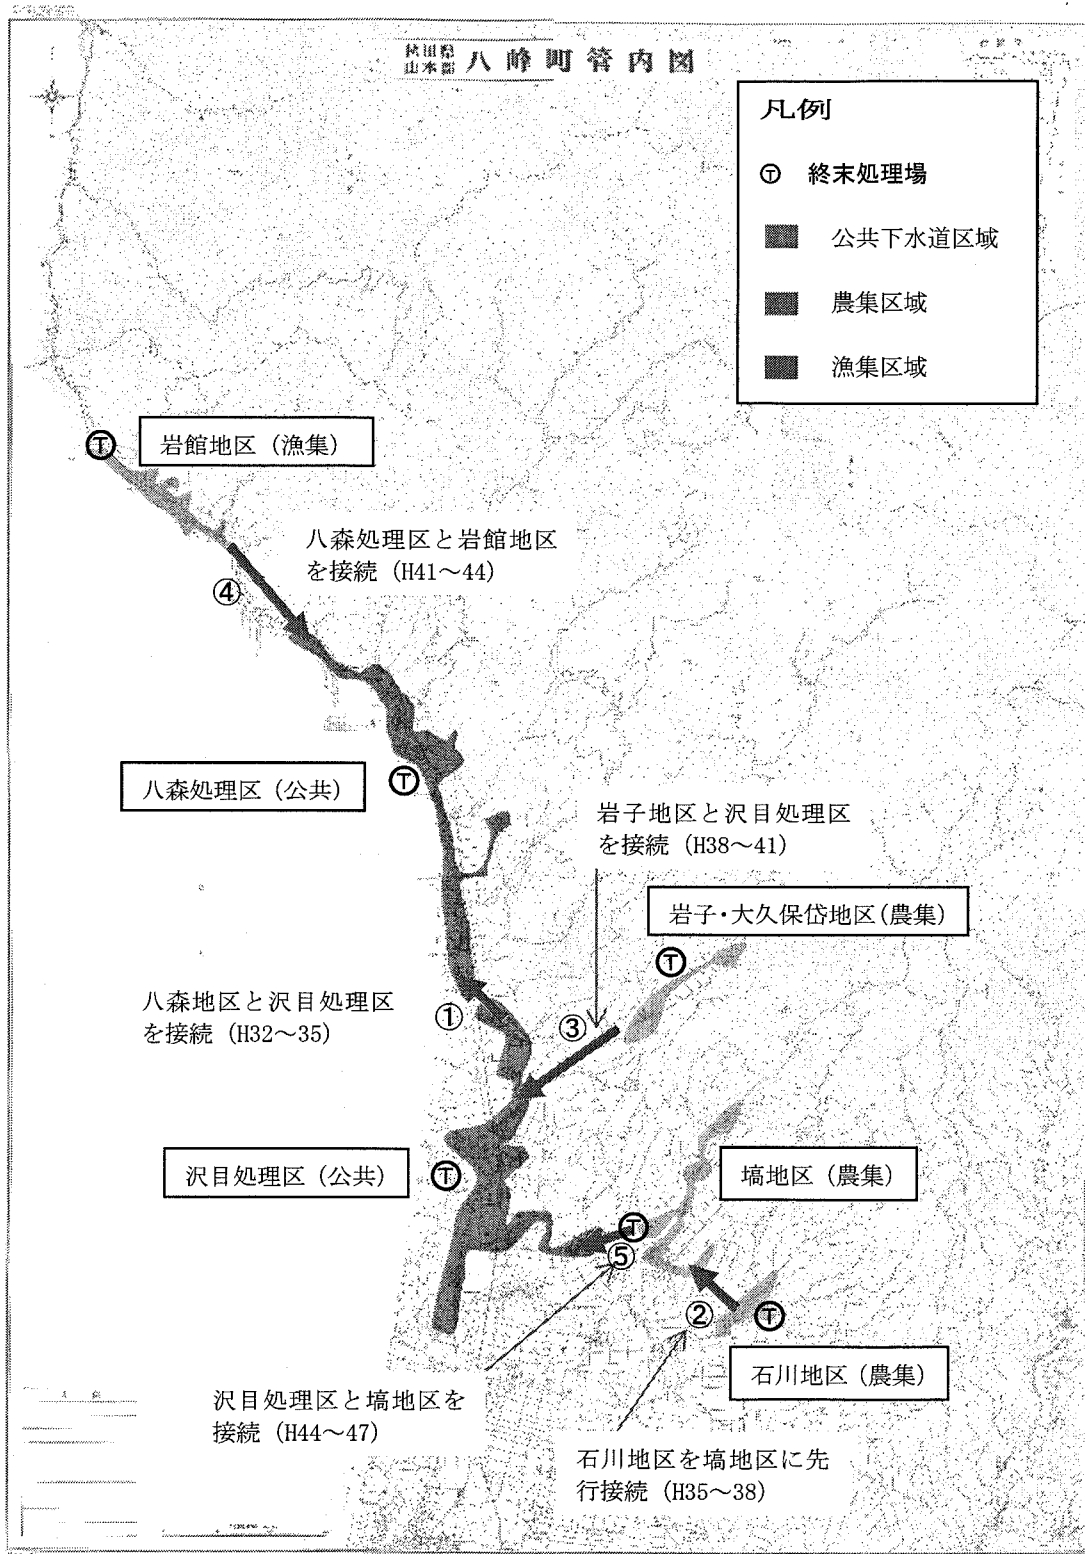 秋田県
山本郡
八峰町管内図
凡例
Ⓣ 終末処理場
公共下水道区域
農集区域
漁集区域
Ⓣ
岩館地区（漁集）
八森処理区と岩館地区
を接続（H41～44）
④
八森処理区（公共）
Ⓣ
岩子地区と沢目処理区
を接続（H38～41）
岩子・大久保岱地区（農集）
Ⓣ
八森地区と沢目処理区
を接続（H32～35）
①
③
沢目処理区（公共）
Ⓣ
塙地区（農集）
Ⓣ
⑤
②
Ⓣ
石川地区（農集）
沢目処理区と塙地区を
接続（H44～47）
石川地区を塙地区に先
行接続（H35～38）